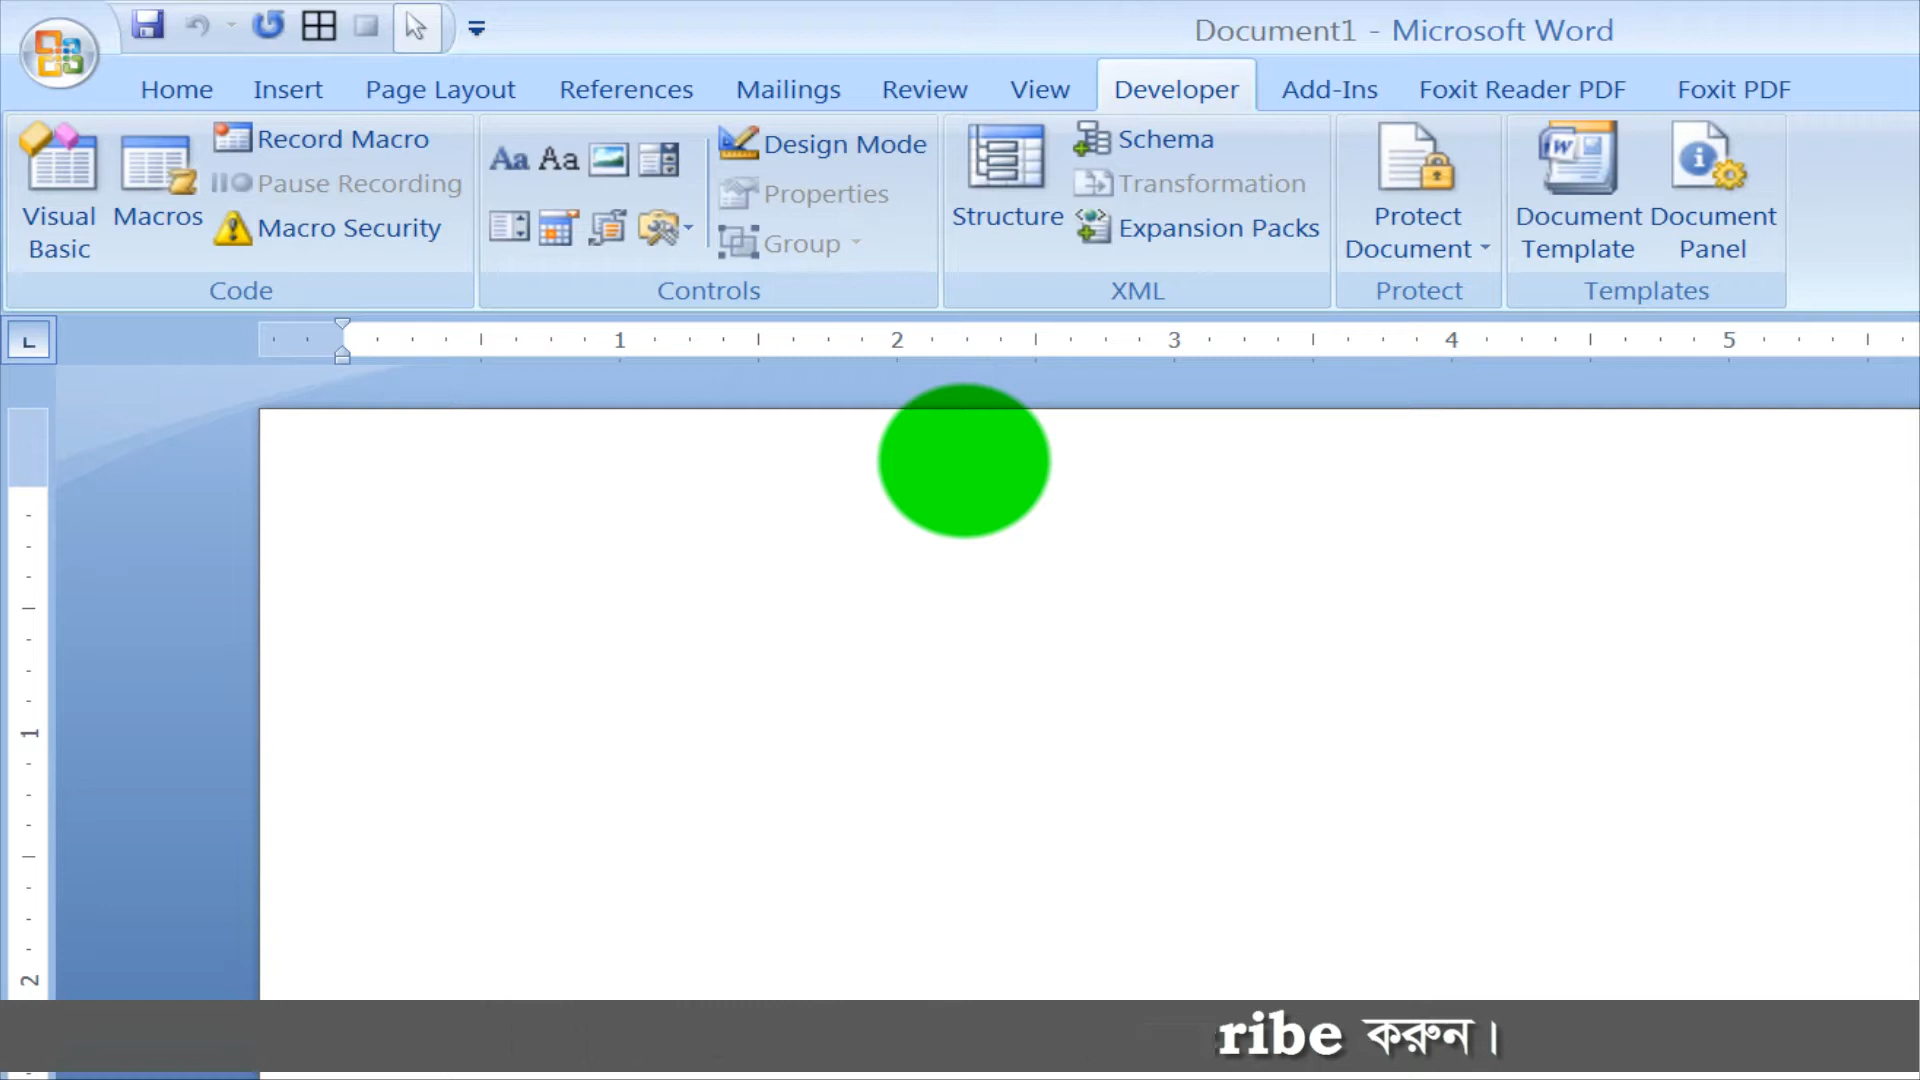 Document1 - Microsoft Word
Home Insert Page Layout References Mailings Review View Developer Add-Ins Foxit Reader PDF Foxit PDF
Visual Basic
Macros
Record Macro
Pause Recording
Macro Security
Code
Aa Aa
Design Mode
Properties
Group
Controls
Structure
Schema
Transformation
Expansion Packs
XML
Protect Document
Protect
Document Template
Document Panel
Templates
1 2 3 4 5
1
2
ribe করুন।